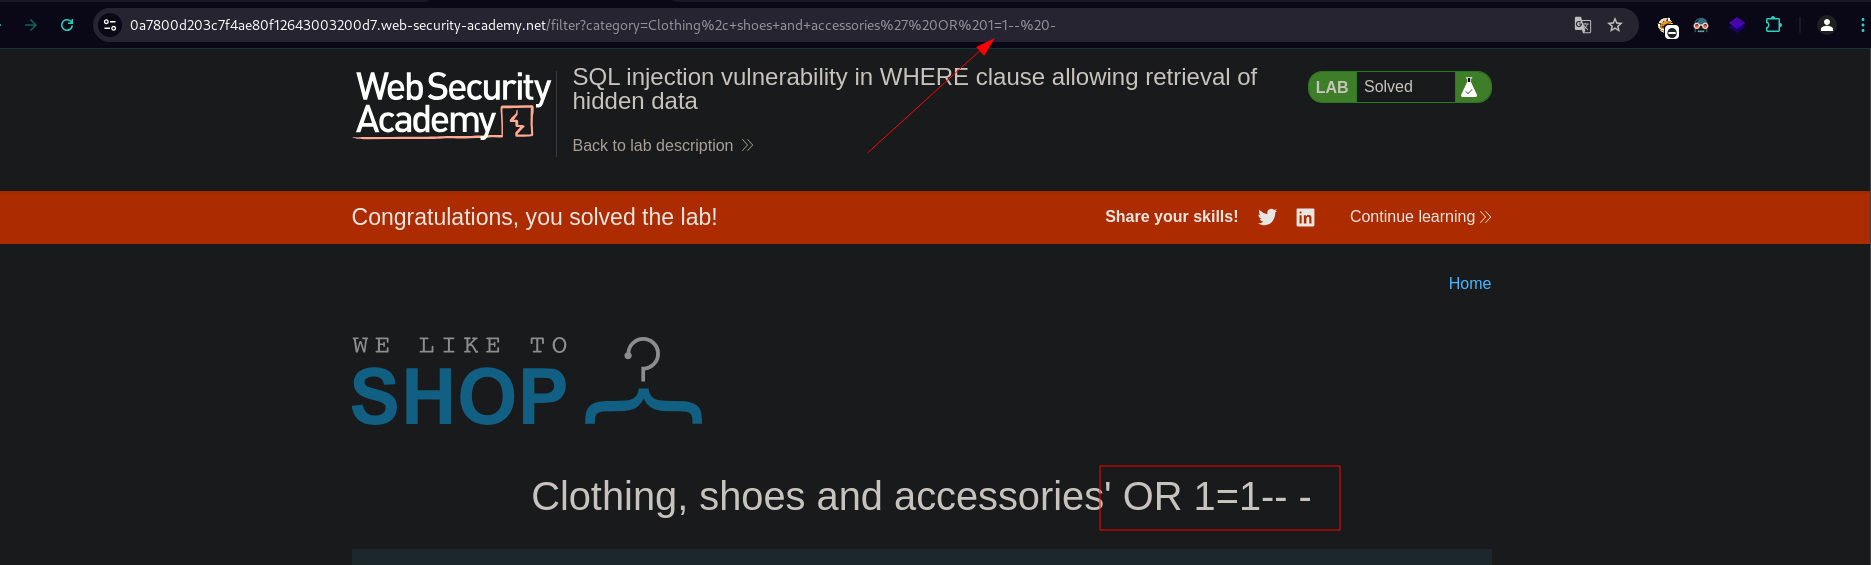 0a7800d203c7f4ae80f12643003200d7.web-security-academy.net/filter?category=Clothing%2c+shoes+and+accessories%27%20OR%201=1--%20-
WebSecurity
Academy
SQL injection vulnerability in WHERE clause allowing retrieval of
hidden data
Back to lab description
LAB Solved
Congratulations, you solved the lab!
Share your skills!
Continue learning
Home
WE LIKE TO
SHOP
Clothing, shoes and accessories' OR 1=1-- -